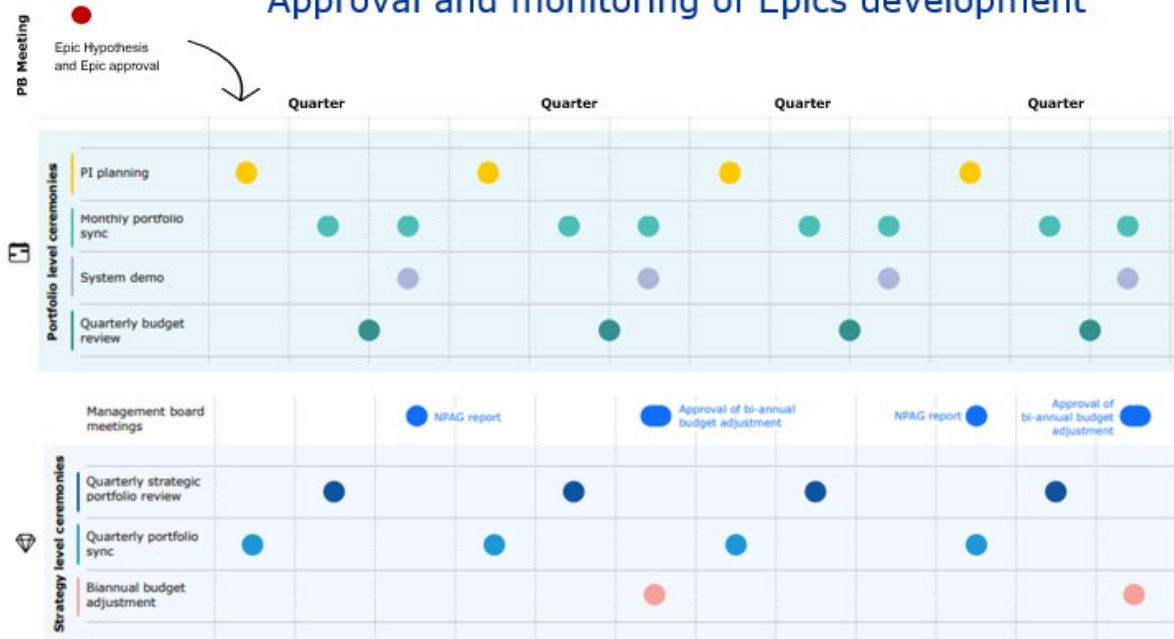 Approval and monitoring of Epics development
PB Meeting
Epic Hypothesis
and Epic approval
Quarter
Quarter
Quarter
Quarter
Portfolio level ceremonies
PI planning
Monthly portfolio
sync
System demo
Quarterly budget
review
Management board
meetings
NPAG report
Approval of bi-annual
budget adjustment
NPAG report
Approval of
bi-annual budget
adjustment
Strategy level ceremonies
Quarterly strategic
portfolio review
Quarterly portfolio
sync
Biannual budget
adjustment